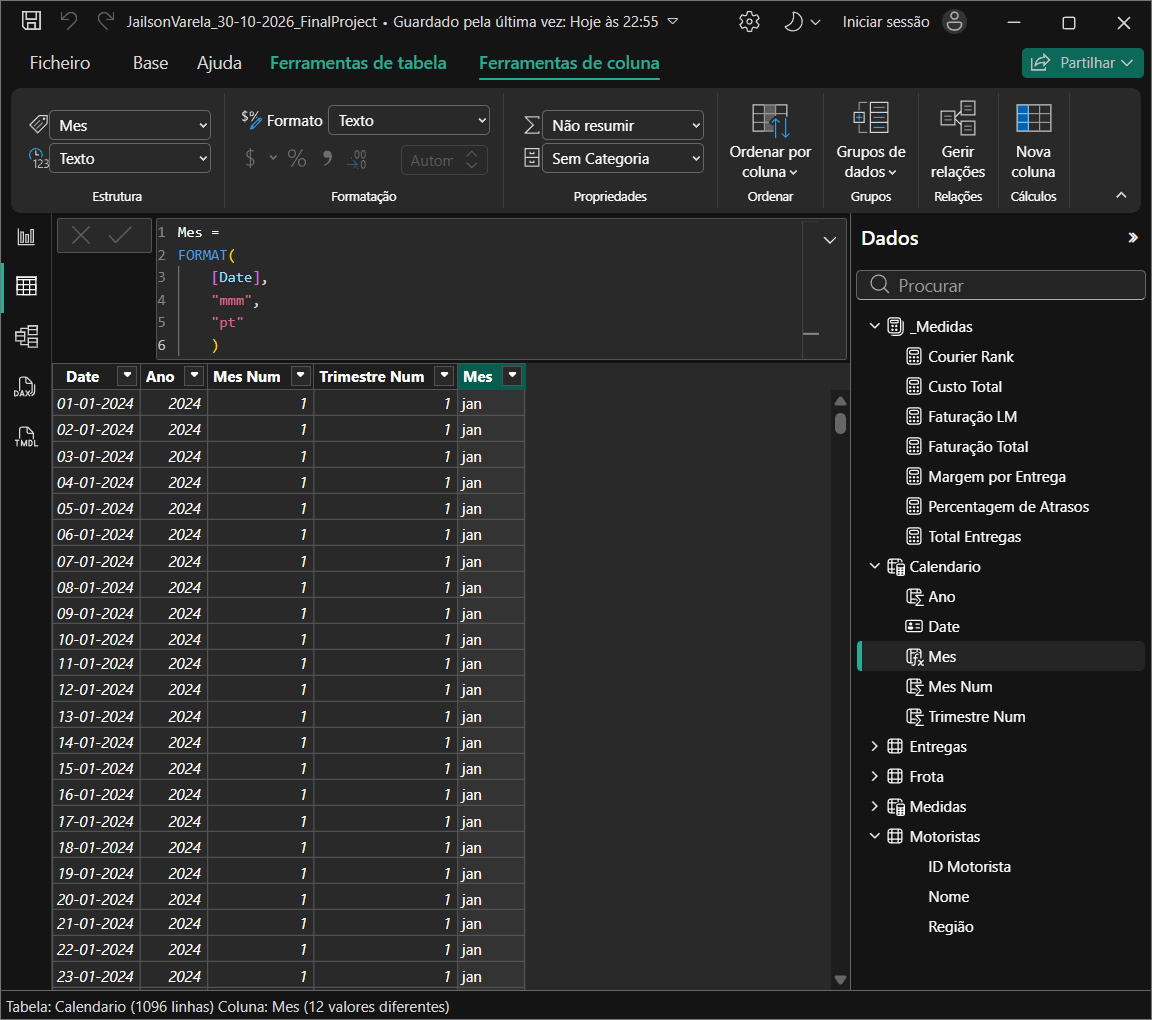 JailsonVarela_30-10-2026_FinalProject • Guardado pela última vez: Hoje às 22:55
Iniciar sessão
Ficheiro Base Ajuda Ferramentas de tabela Ferramentas de coluna
Partilhar
Mes
123 Texto
Estrutura
$% Formato Texto
$ % 9 .00
Autom
Formatação
Não resumir
Sem Categoria
Propriedades
Ordenar por
coluna
Ordenar
Grupos de
dados
Grupos
Gerir
relações
Relações
Nova
coluna
Cálculos
1 Mes =
2 FORMAT(
3 [Date],
4 "mmm",
5 "pt"
6 )
DAX
TMDL
Date Ano Mes Num Trimestre Num Mes
01-01-2024 2024 1 1 jan
02-01-2024 2024 1 1 jan
03-01-2024 2024 1 1 jan
04-01-2024 2024 1 1 jan
05-01-2024 2024 1 1 jan
06-01-2024 2024 1 1 jan
07-01-2024 2024 1 1 jan
08-01-2024 2024 1 1 jan
09-01-2024 2024 1 1 jan
10-01-2024 2024 1 1 jan
11-01-2024 2024 1 1 jan
12-01-2024 2024 1 1 jan
13-01-2024 2024 1 1 jan
14-01-2024 2024 1 1 jan
15-01-2024 2024 1 1 jan
16-01-2024 2024 1 1 jan
17-01-2024 2024 1 1 jan
18-01-2024 2024 1 1 jan
19-01-2024 2024 1 1 jan
20-01-2024 2024 1 1 jan
21-01-2024 2024 1 1 jan
22-01-2024 2024 1 1 jan
23-01-2024 2024 1 1 jan
Dados
Procurar
_Medidas
Courier Rank
Custo Total
Faturação LM
Faturação Total
Margem por Entrega
Percentagem de Atrasos
Total Entregas
Calendario
Ano
Date
Mes
Mes Num
Trimestre Num
Entregas
Frota
Medidas
Motoristas
ID Motorista
Nome
Região
Tabela: Calendario (1096 linhas) Coluna: Mes (12 valores diferentes)